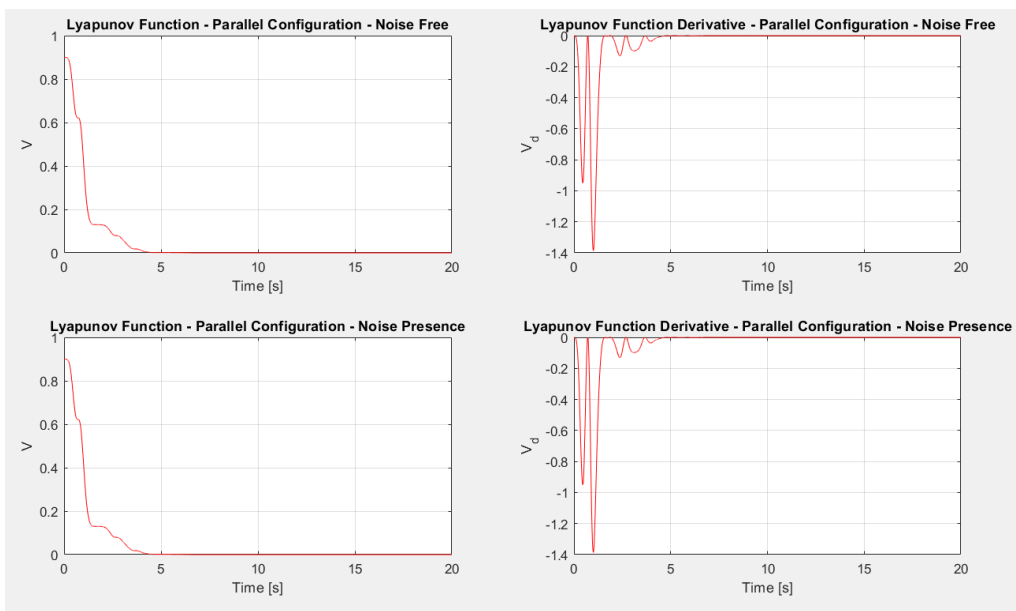 Lyapunov Function - Parallel Configuration - Noise Free
1
0.8
0.6
0.4
0.2
0
V
0 5 10 15 20
Time [s]
Lyapunov Function Derivative - Parallel Configuration - Noise Free
0
-0.2
-0.4
-0.6
-0.8
-1
-1.2
-1.4
V_d
0 5 10 15 20
Time [s]
Lyapunov Function - Parallel Configuration - Noise Presence
1
0.8
0.6
0.4
0.2
0
V
0 5 10 15 20
Time [s]
Lyapunov Function Derivative - Parallel Configuration - Noise Presence
0
-0.2
-0.4
-0.6
-0.8
-1
-1.2
-1.4
V_d
0 5 10 15 20
Time [s]